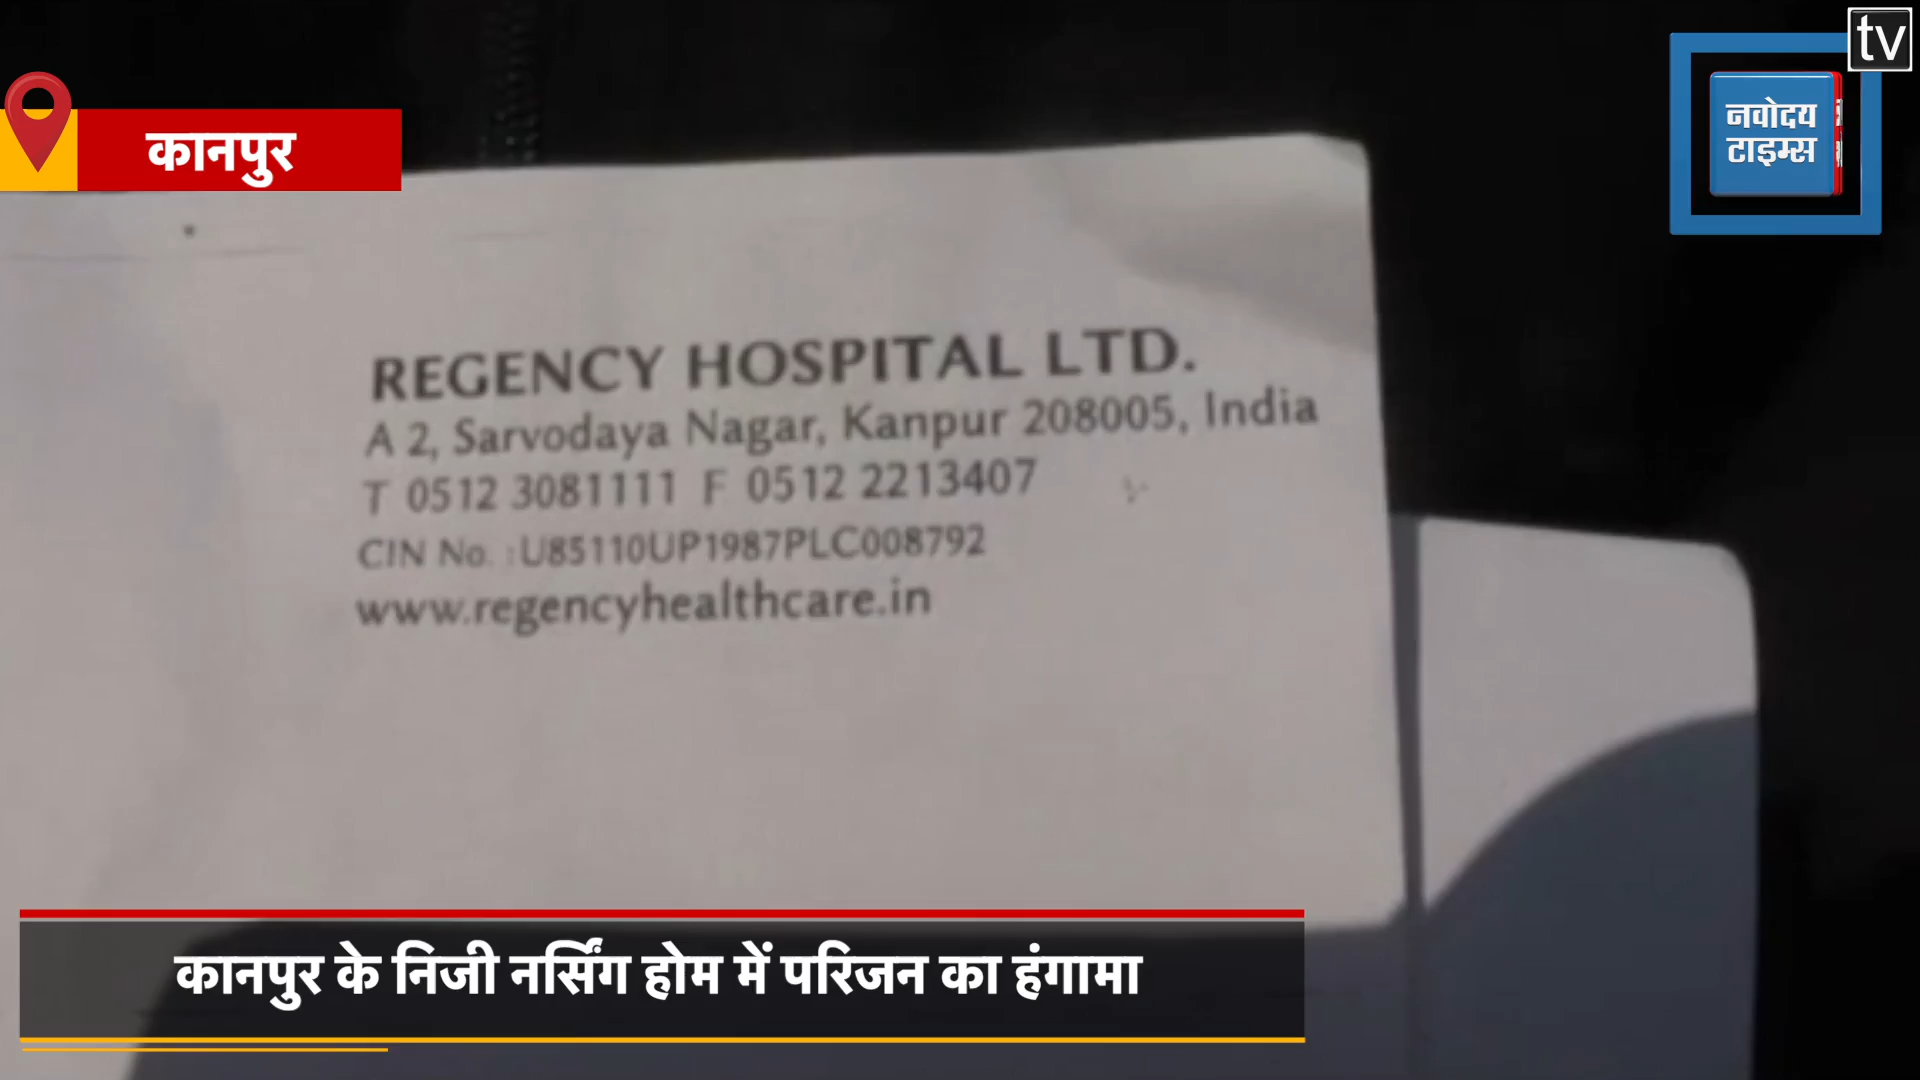 tv
नवोदय
टाइम्स
कानपुर
REGENCY HOSPITAL LTD.
A 2, Sarvodaya Nagar, Kanpur 208005, India
T 0512 3081111 F 0512 2213407
CIN No. :U85110UP1987PLC008792
www.regencyhealthcare.in
कानपुर के निजी नर्सिंग होम में परिजन का हंगामा